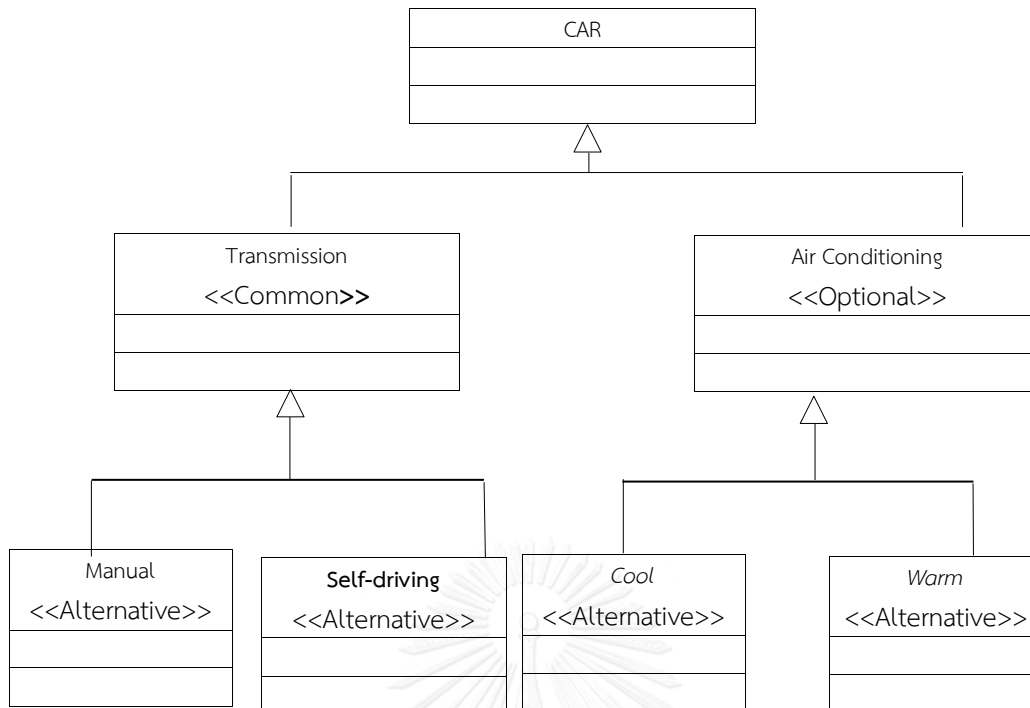 CAR
Transmission
<<Common>>
Air Conditioning
<<Optional>>
Manual
<<Alternative>>
Self-driving
<<Alternative>>
Cool
<<Alternative>>
Warm
<<Alternative>>